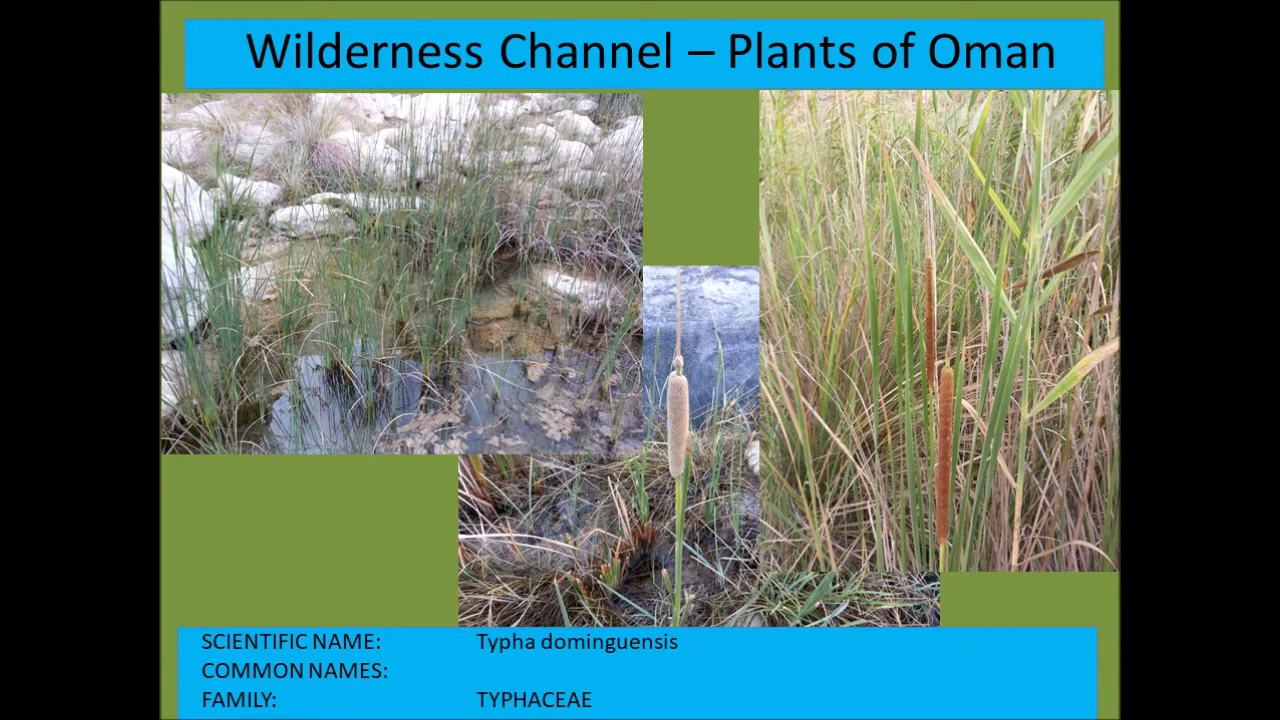 Wilderness Channel – Plants of Oman
SCIENTIFIC NAME: Typha dominguensis
COMMON NAMES:
FAMILY: TYPHACEAE